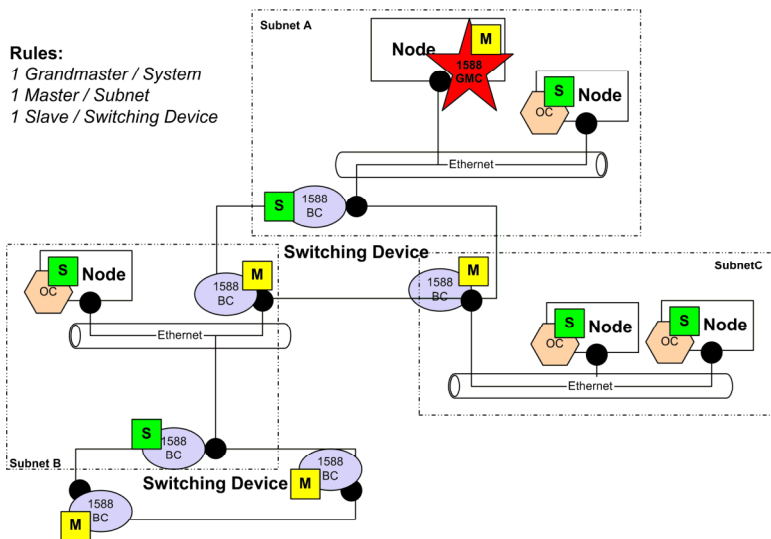 Subnet A
Rules:
1 Grandmaster / System
1 Master / Subnet
1 Slave / Switching Device
Node
M
1588
GMC
S
OC
Node
Ethernet
S
1588
BC
Switching Device
S
OC
Node
M
1588
BC
M
1588
BC
SubnetC
Ethernet
S
OC
Node
S
OC
Node
Ethernet
S
1588
BC
Subnet B
Switching Device
1588
BC
M
1588
BC
M